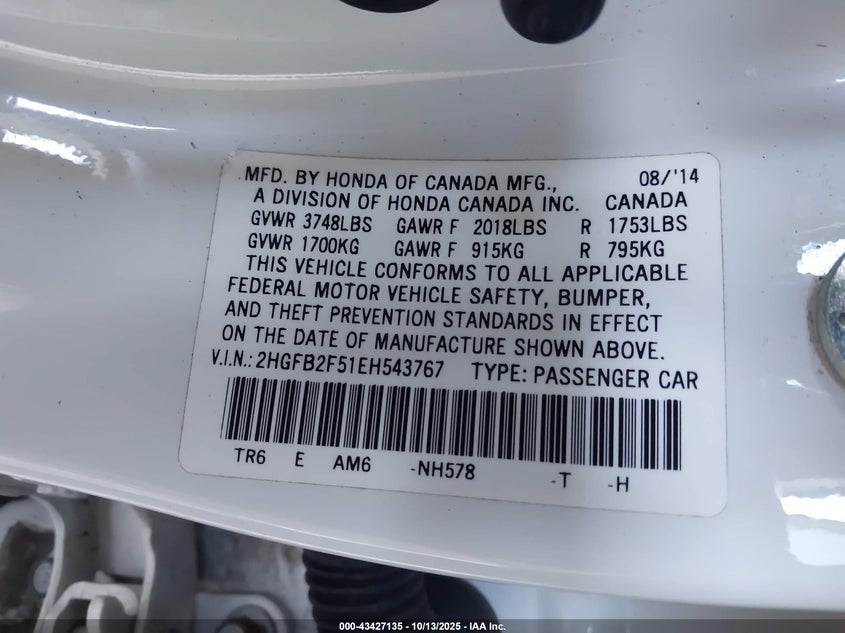 MFD. BY HONDA OF CANADA MFG., 08/'14
A DIVISION OF HONDA CANADA INC. CANADA
GVWR 3748LBS GAWR F 2018LBS R 1753LBS
GVWR 1700KG GAWR F 915KG R 795KG
THIS VEHICLE CONFORMS TO ALL APPLICABLE
FEDERAL MOTOR VEHICLE SAFETY, BUMPER,
AND THEFT PREVENTION STANDARDS IN EFFECT
ON THE DATE OF MANUFACTURE SHOWN ABOVE.
V.I.N.: 2HGFB2F51EH543767 TYPE: PASSENGER CAR
TR6 E AM6 -NH578 -T -H
000-43427135 - 10/13/2025 - IAA Inc.